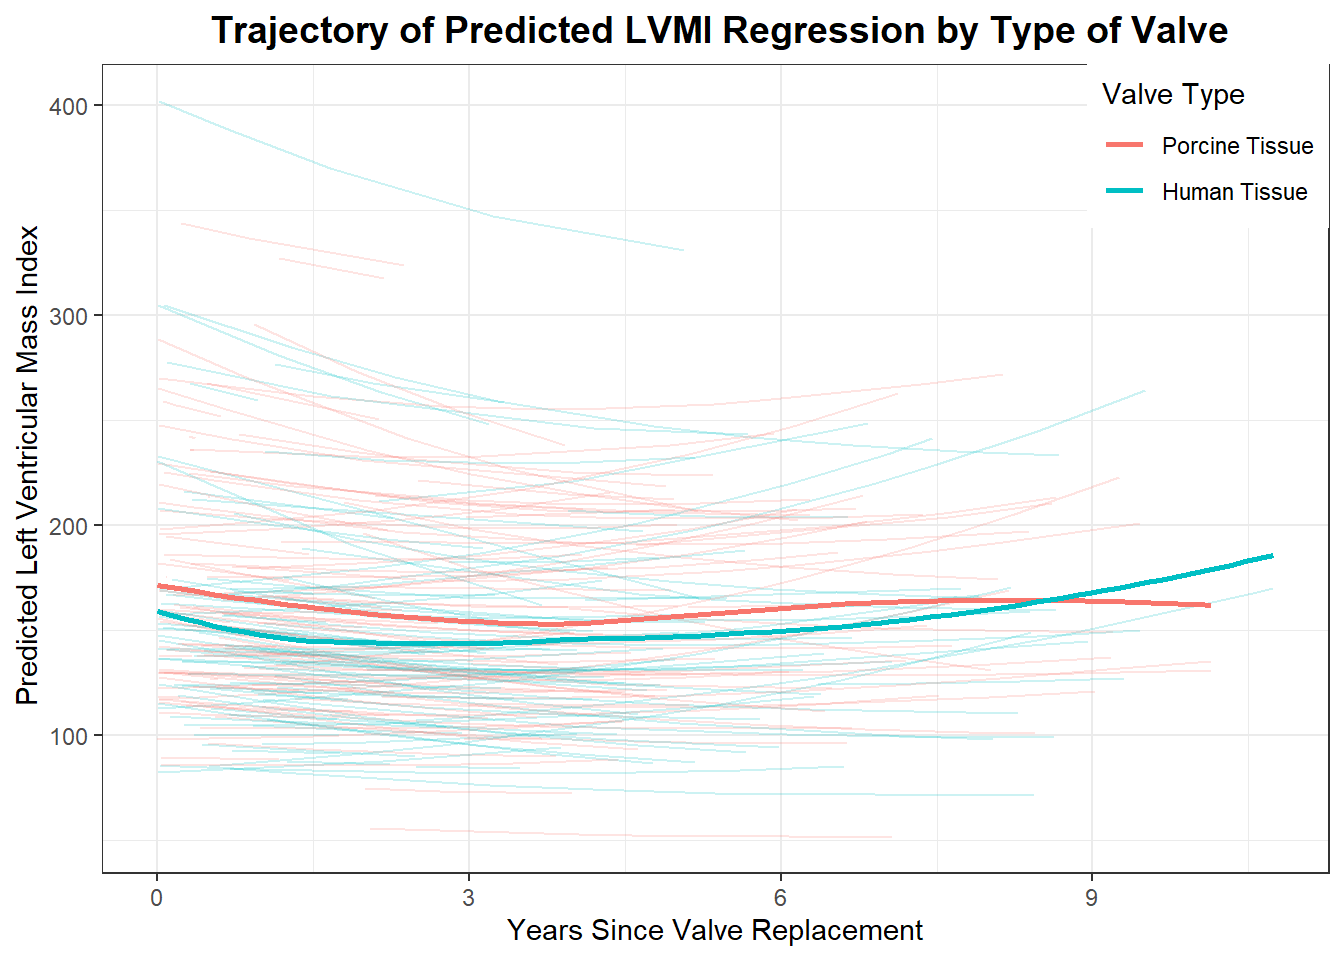 Trajectory of Predicted LVMI Regression by Type of Valve
Valve Type
Porcine Tissue
Human Tissue
Predicted Left Ventricular Mass Index
400
300
200
100
0
3
6
9
Years Since Valve Replacement